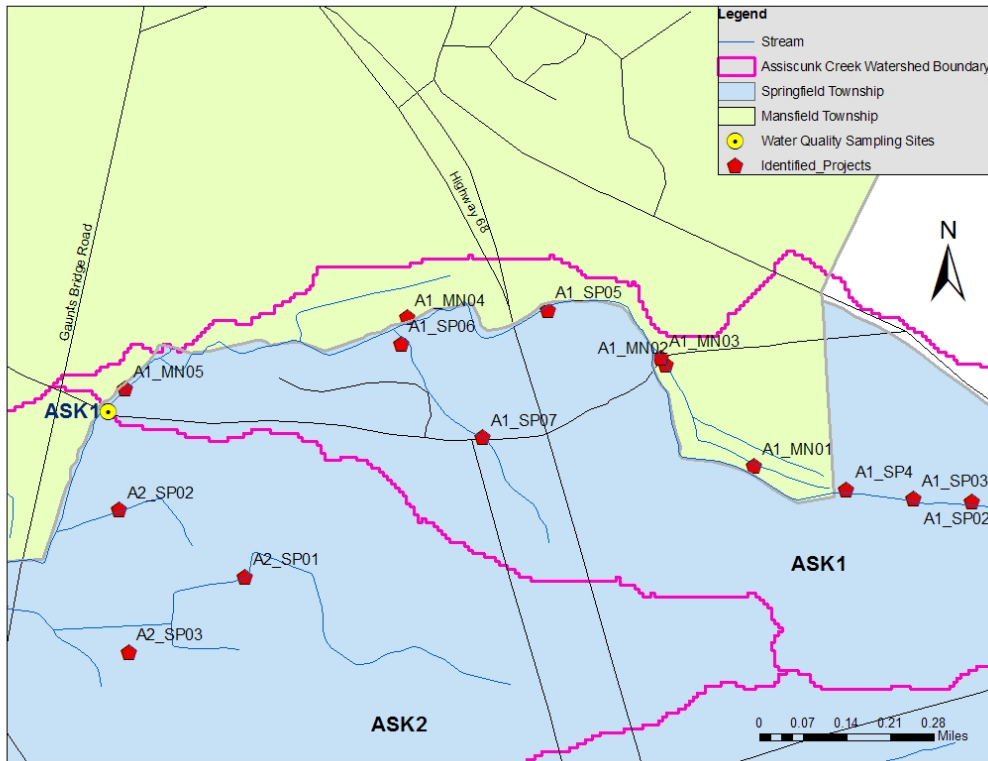 Legend
Stream
Assiscunk Creek Watershed Boundary
Springfield Township
Mansfield Township
Water Quality Sampling Sites
Identified_Projects
Highway 68
Gaunts Bridge Road
N
A1_MN04
A1_SP05
A1_SP06
A1_MN02
A1_MN03
A1_MN05
ASK1
A1_SP07
A1_MN01
A1_SP4
A1_SP03
A1_SP02
A2_SP02
A2_SP01
ASK1
A2_SP03
ASK2
0 0.07 0.14 0.21 0.28
Miles